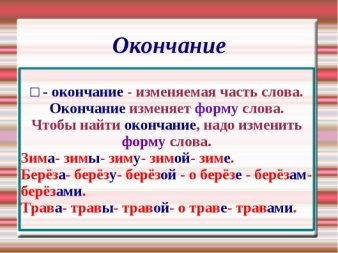 Окончание
□ - окончание - изменяемая часть слова.
Окончание изменяет форму слова.
Чтобы найти окончание, надо изменить
форму слова.
Зима- зимы- зиму- зимой- зиме.
Берёза- берёзу- берёзой - о берёзе - берёзам-
берёзами.
Трава- травы- травой- о траве- травами.